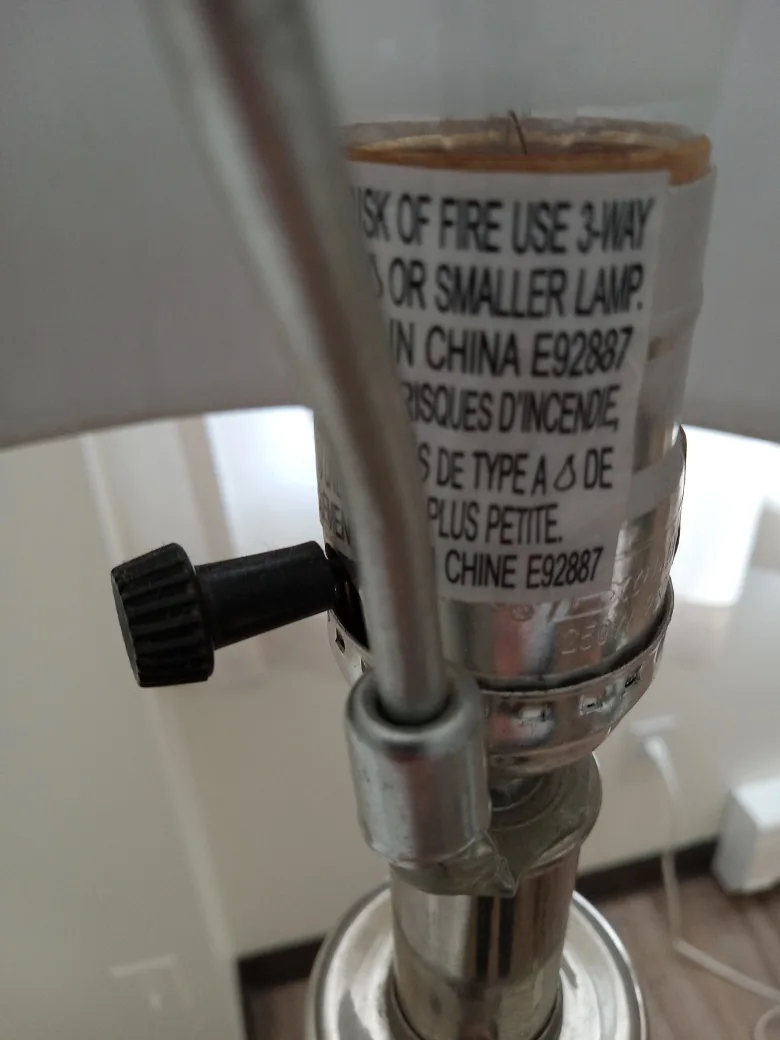 OF FIRE USE 3-WAY
OR SMALLER LAMP.
IN CHINA E92887
RISQUES D'INCENDIE,
DE TYPE A DE
PLUS PETITE.
CHINE E92887